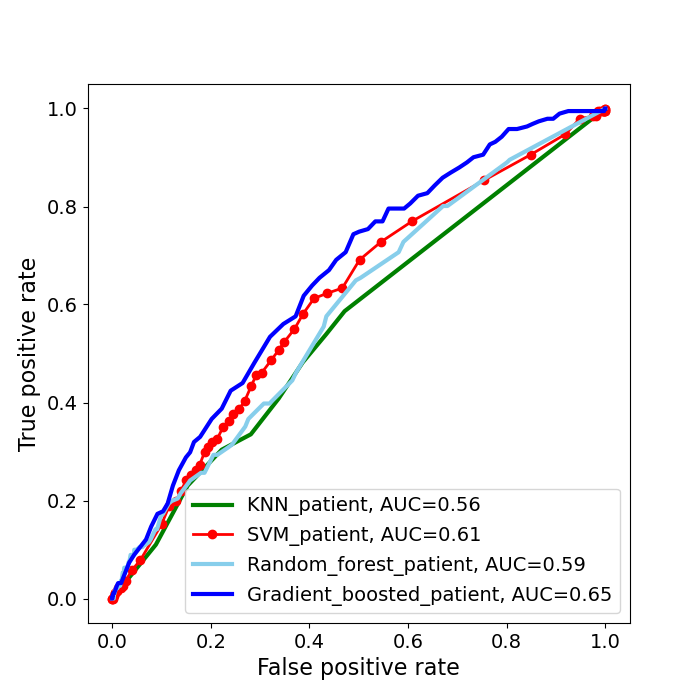 1.0
0.8
0.6
0.4
0.2
0.0
True positive rate
KNN_patient, AUC=0.56
SVM_patient, AUC=0.61
Random_forest_patient, AUC=0.59
Gradient_boosted_patient, AUC=0.65
0.0 0.2 0.4 0.6 0.8 1.0
False positive rate